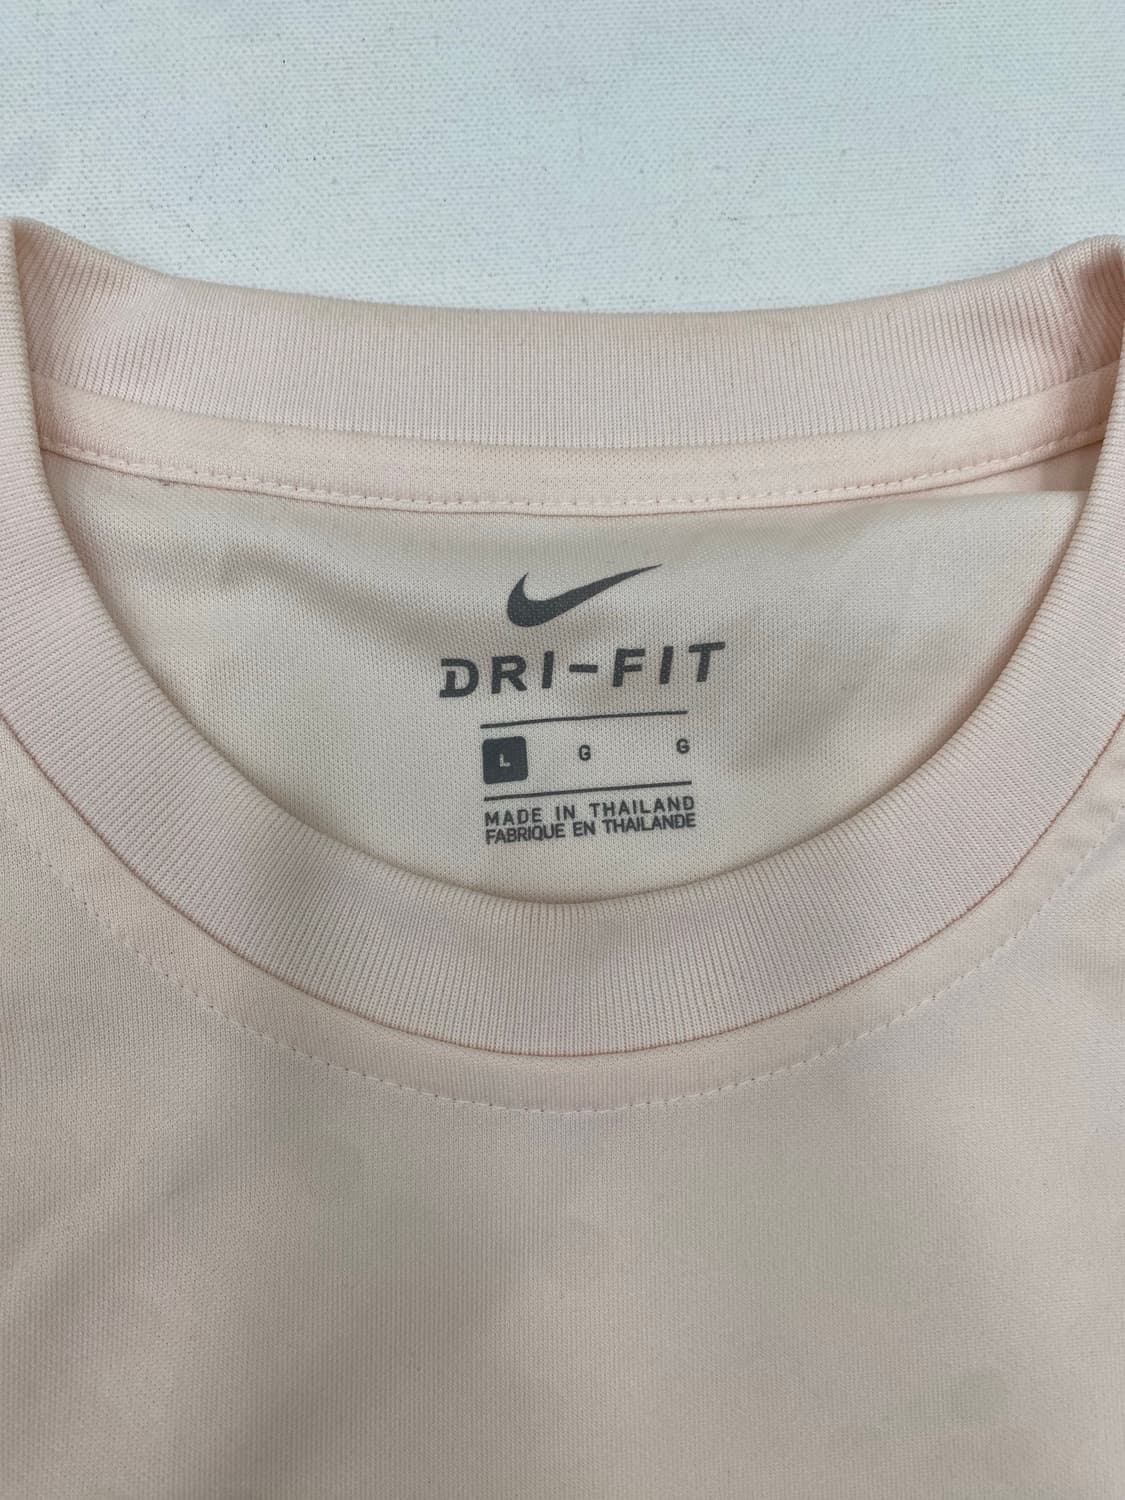 DRI-FIT
L G G
MADE IN THAILAND
FABRIQUE EN THAILANDE